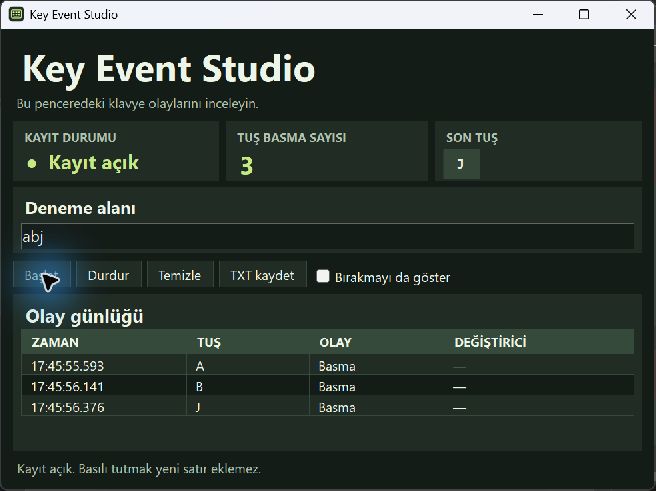 Key Event Studio
Key Event Studio
Bu penceredeki klavye olaylarını inceleyin.
KAYIT DURUMU TUŞ BASMA SAYISI SON TUŞ
● Kayıt açık 3 J
Deneme alanı
abj
Durdur Temizle TXT kaydet Bırakmayı da göster
Olay günlüğü
ZAMAN TUŞ OLAY DEĞİŞTİRİCİ
17:45:55.593 A Basma —
17:45:56.141 B Basma —
17:45:56.376 J Basma —
Kayıt açık. Basılı tutmak yeni satır eklemez.